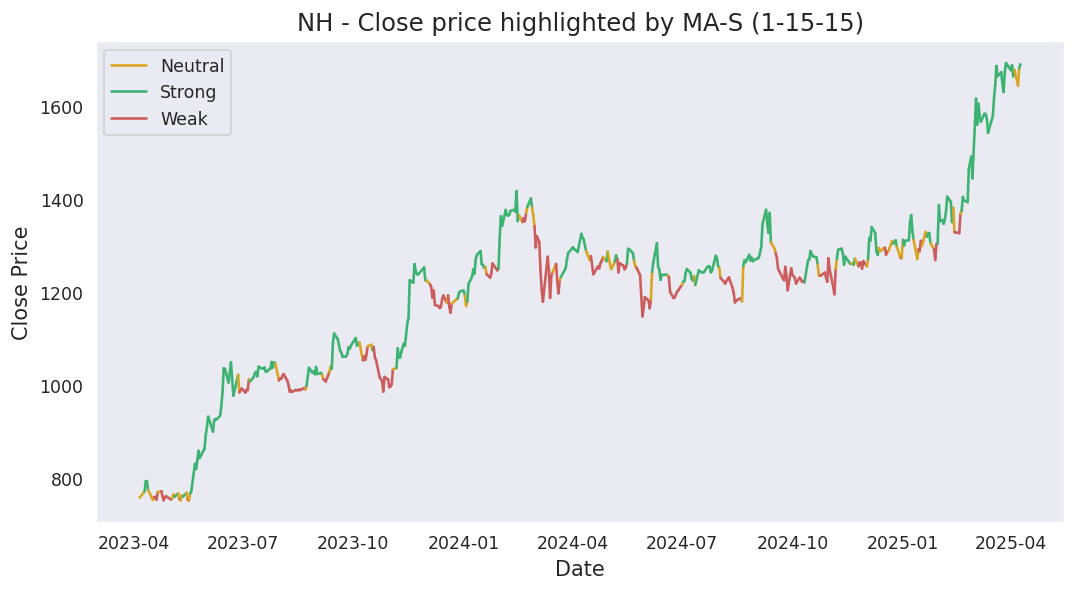 NH - Close price highlighted by MA-S (1-15-15)
Neutral
Strong
Weak
Close Price
1600
1400
1200
1000
800
2023-04 2023-07 2023-10 2024-01 2024-04 2024-07 2024-10 2025-01 2025-04
Date